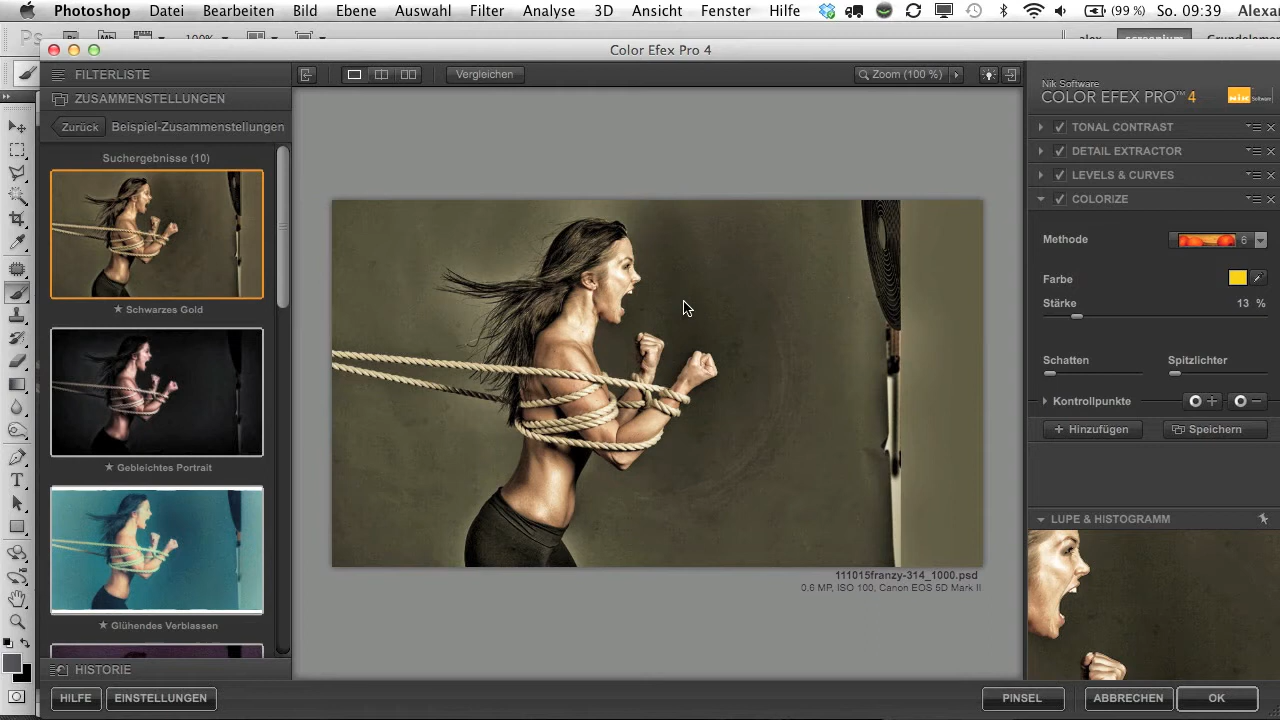 Photoshop Datei Bearbeiten Bild Ebene Auswahl Filter Analyse 3D Ansicht Fenster Hilfe (99 %) So. 09:39 Alexa
Color Efex Pro 4
FILTERLISTE
Vergleichen
Zoom (100 %)
ZUSAMMENSTELLUNGEN
Zurück Beispiel-Zusammenstellungen
Suchergebnisse (10)
★ Schwarzes Gold
★ Gebleichtes Portrait
★ Glühendes Verblassen
HISTORIE
HILFE EINSTELLUNGEN
111015franzy-314_1000.psd
0.6 MP, ISO 100, Canon EOS 5D Mark II
Nik Software
COLOR EFEX PRO™ 4
Nik Software
TONAL CONTRAST
DETAIL EXTRACTOR
LEVELS & CURVES
COLORIZE
Methode 6
Farbe
Stärke 13 %
Schatten Spitzlichter
Kontrollpunkte
Hinzufügen Speichern
LUPE & HISTOGRAMM
PINSEL ABBRECHEN OK